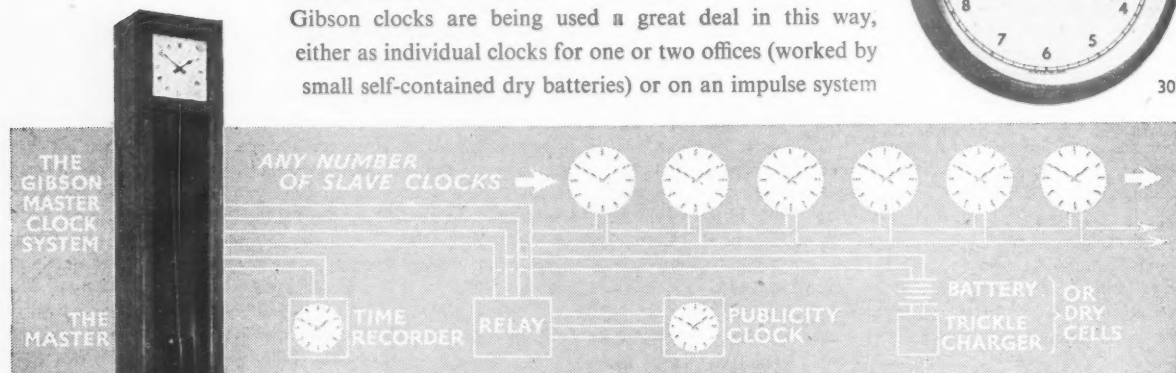 Gibson clocks are being used a great deal in this way,
either as individual clocks for one or two offices (worked by
small self-contained dry batteries) or on an impulse system
8
7
6
5
4
30
THE
GIBSON
MASTER
CLOCK
SYSTEM
ANY NUMBER
OF SLAVE CLOCKS
THE
MASTER
TIME
RECORDER
RELAY
PUBLICITY
CLOCK
BATTERY
TRICKLE
CHARGER
OR
DRY
CELLS